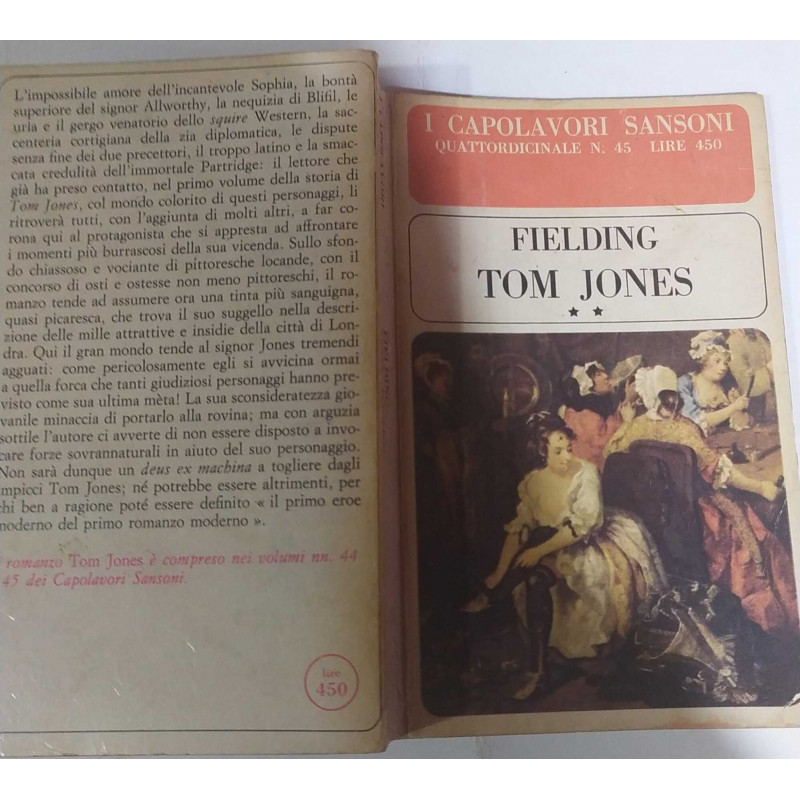 L'impossibile amore dell'incantevole Sophia, la bontà
superiore del signor Allworthy, la nequizia di Blifil, le
urla e il gergo venatorio dello squire Western, la sac-
centeria cortigiana della zia diplomatica, le dispute
senza fine dei due precettori, il troppo latino e la smac-
cata credulità dell'immortale Partridge: il lettore che
già ha preso contatto, nel primo volume della storia di
Tom Jones, col mondo colorito di questi personaggi, li
ritroverà tutti, con l'aggiunta di molti altri, a far co-
rona qui al protagonista che si appresta ad affrontare
i momenti più burrascosi della sua vicenda. Sullo sfon-
do chiassoso e vociante di pittoresche locande, con il
concorso di osti e ostesse non meno pittoreschi, il ro-
manzo tende ad assumere ora una tinta più sanguigna,
quasi picaresca, che trova il suo suggello nella descri-
zione delle mille attrattive e insidie della città di Lon-
dra. Qui il gran mondo tende al signor Jones tremendi
agguati: come pericolosamente egli si avvicina ormai
a quella forca che tanti giudiziosi personaggi hanno pre-
visto come sua ultima mèta! La sua sconsideratezza gio-
vanile minaccia di portarlo alla rovina; ma con arguzia
sottile l'autore ci avverte di non essere disposto a invo-
care forze sovrannaturali in aiuto del suo personaggio.
Non sarà dunque un deus ex machina a togliere dagli
mpicci Tom Jones; né potrebbe essere altrimenti, per
chi ben a ragione poté essere definito « il primo eroe
moderno del primo romanzo moderno ».
romanzo Tom Jones è compreso nei volumi nn. 44
45 dei Capolavori Sansoni.
lire
450
I CAPOLAVORI SANSONI
QUATTORDICINALE N. 45 LIRE 450
FIELDING
TOM JONES
★ ★